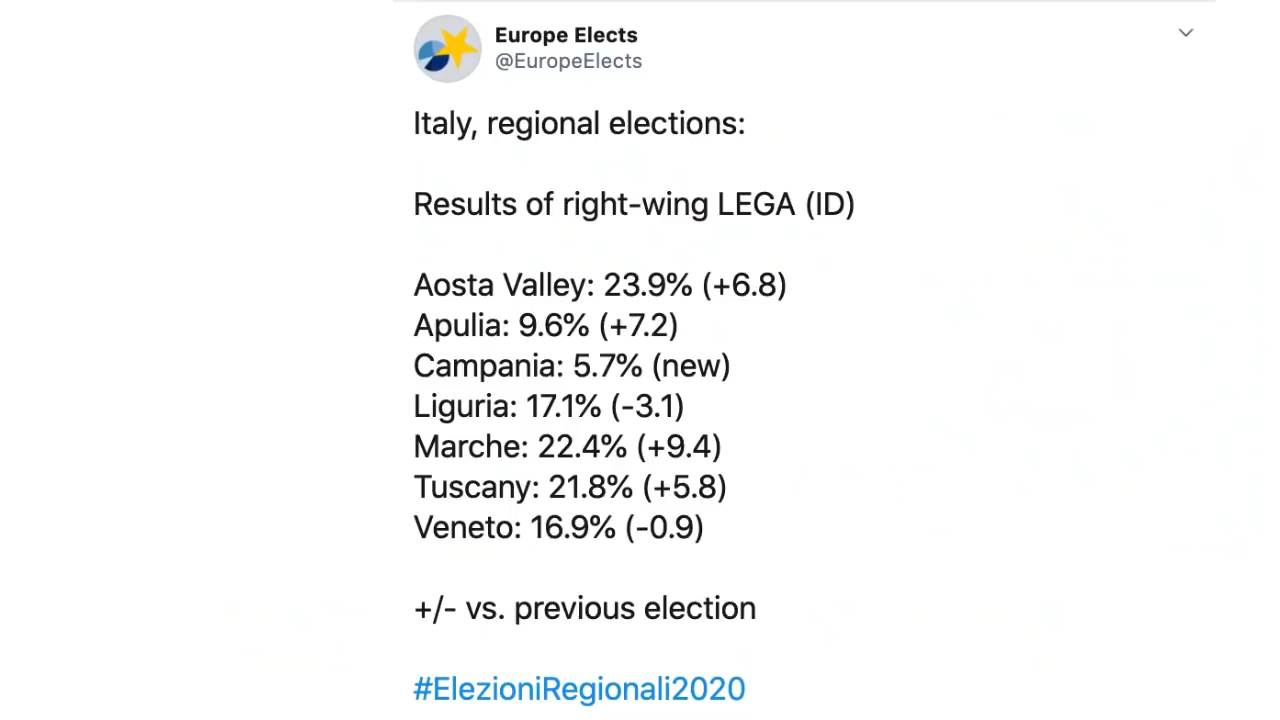 Europe Elects
@EuropeElects
Italy, regional elections:
Results of right-wing LEGA (ID)
Aosta Valley: 23.9% (+6.8)
Apulia: 9.6% (+7.2)
Campania: 5.7% (new)
Liguria: 17.1% (-3.1)
Marche: 22.4% (+9.4)
Tuscany: 21.8% (+5.8)
Veneto: 16.9% (-0.9)
+/- vs. previous election
#ElezioniRegionali2020